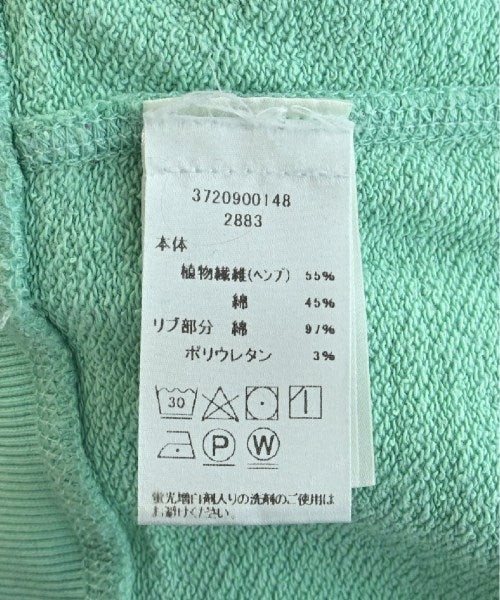 3720900148
2883
本体
植物繊維(ヘンプ) 55%
綿 45%
リブ部分 綿 97%
ポリウレタン 3%
30
P W
蛍光増白剤入りの洗剤のご使用は
お避けください。